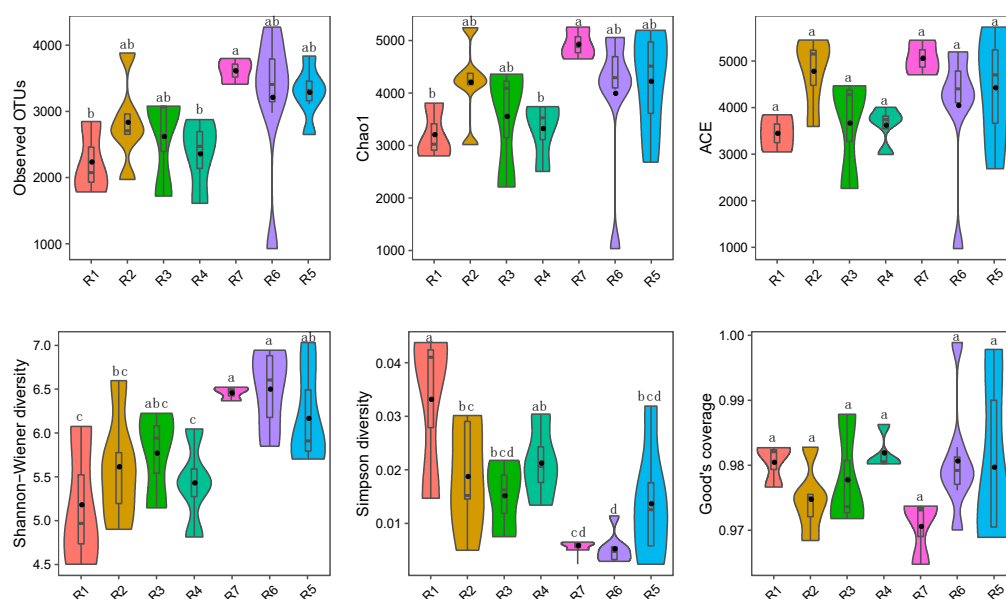 Observed OTUs
4000
3000
2000
1000
b
ab
ab
b
a
ab
ab
R1
R2
R3
R4
R7
R6
R5
Chao1
5000
4000
3000
2000
1000
b
ab
ab
b
a
ab
ab
R1
R2
R3
R4
R7
R6
R5
ACE
5000
4000
3000
2000
1000
a
a
a
a
a
a
a
R1
R2
R3
R4
R7
R6
R5
Shannon−Wiener diversity
7.0
6.5
6.0
5.5
5.0
4.5
c
bc
abc
c
a
a
ab
R1
R2
R3
R4
R7
R6
R5
Simpson diversity
0.04
0.03
0.02
0.01
a
bc
bcd
ab
cd
d
bcd
R1
R2
R3
R4
R7
R6
R5
Good's coverage
1.00
0.99
0.98
0.97
a
a
a
a
a
a
a
R1
R2
R3
R4
R7
R6
R5